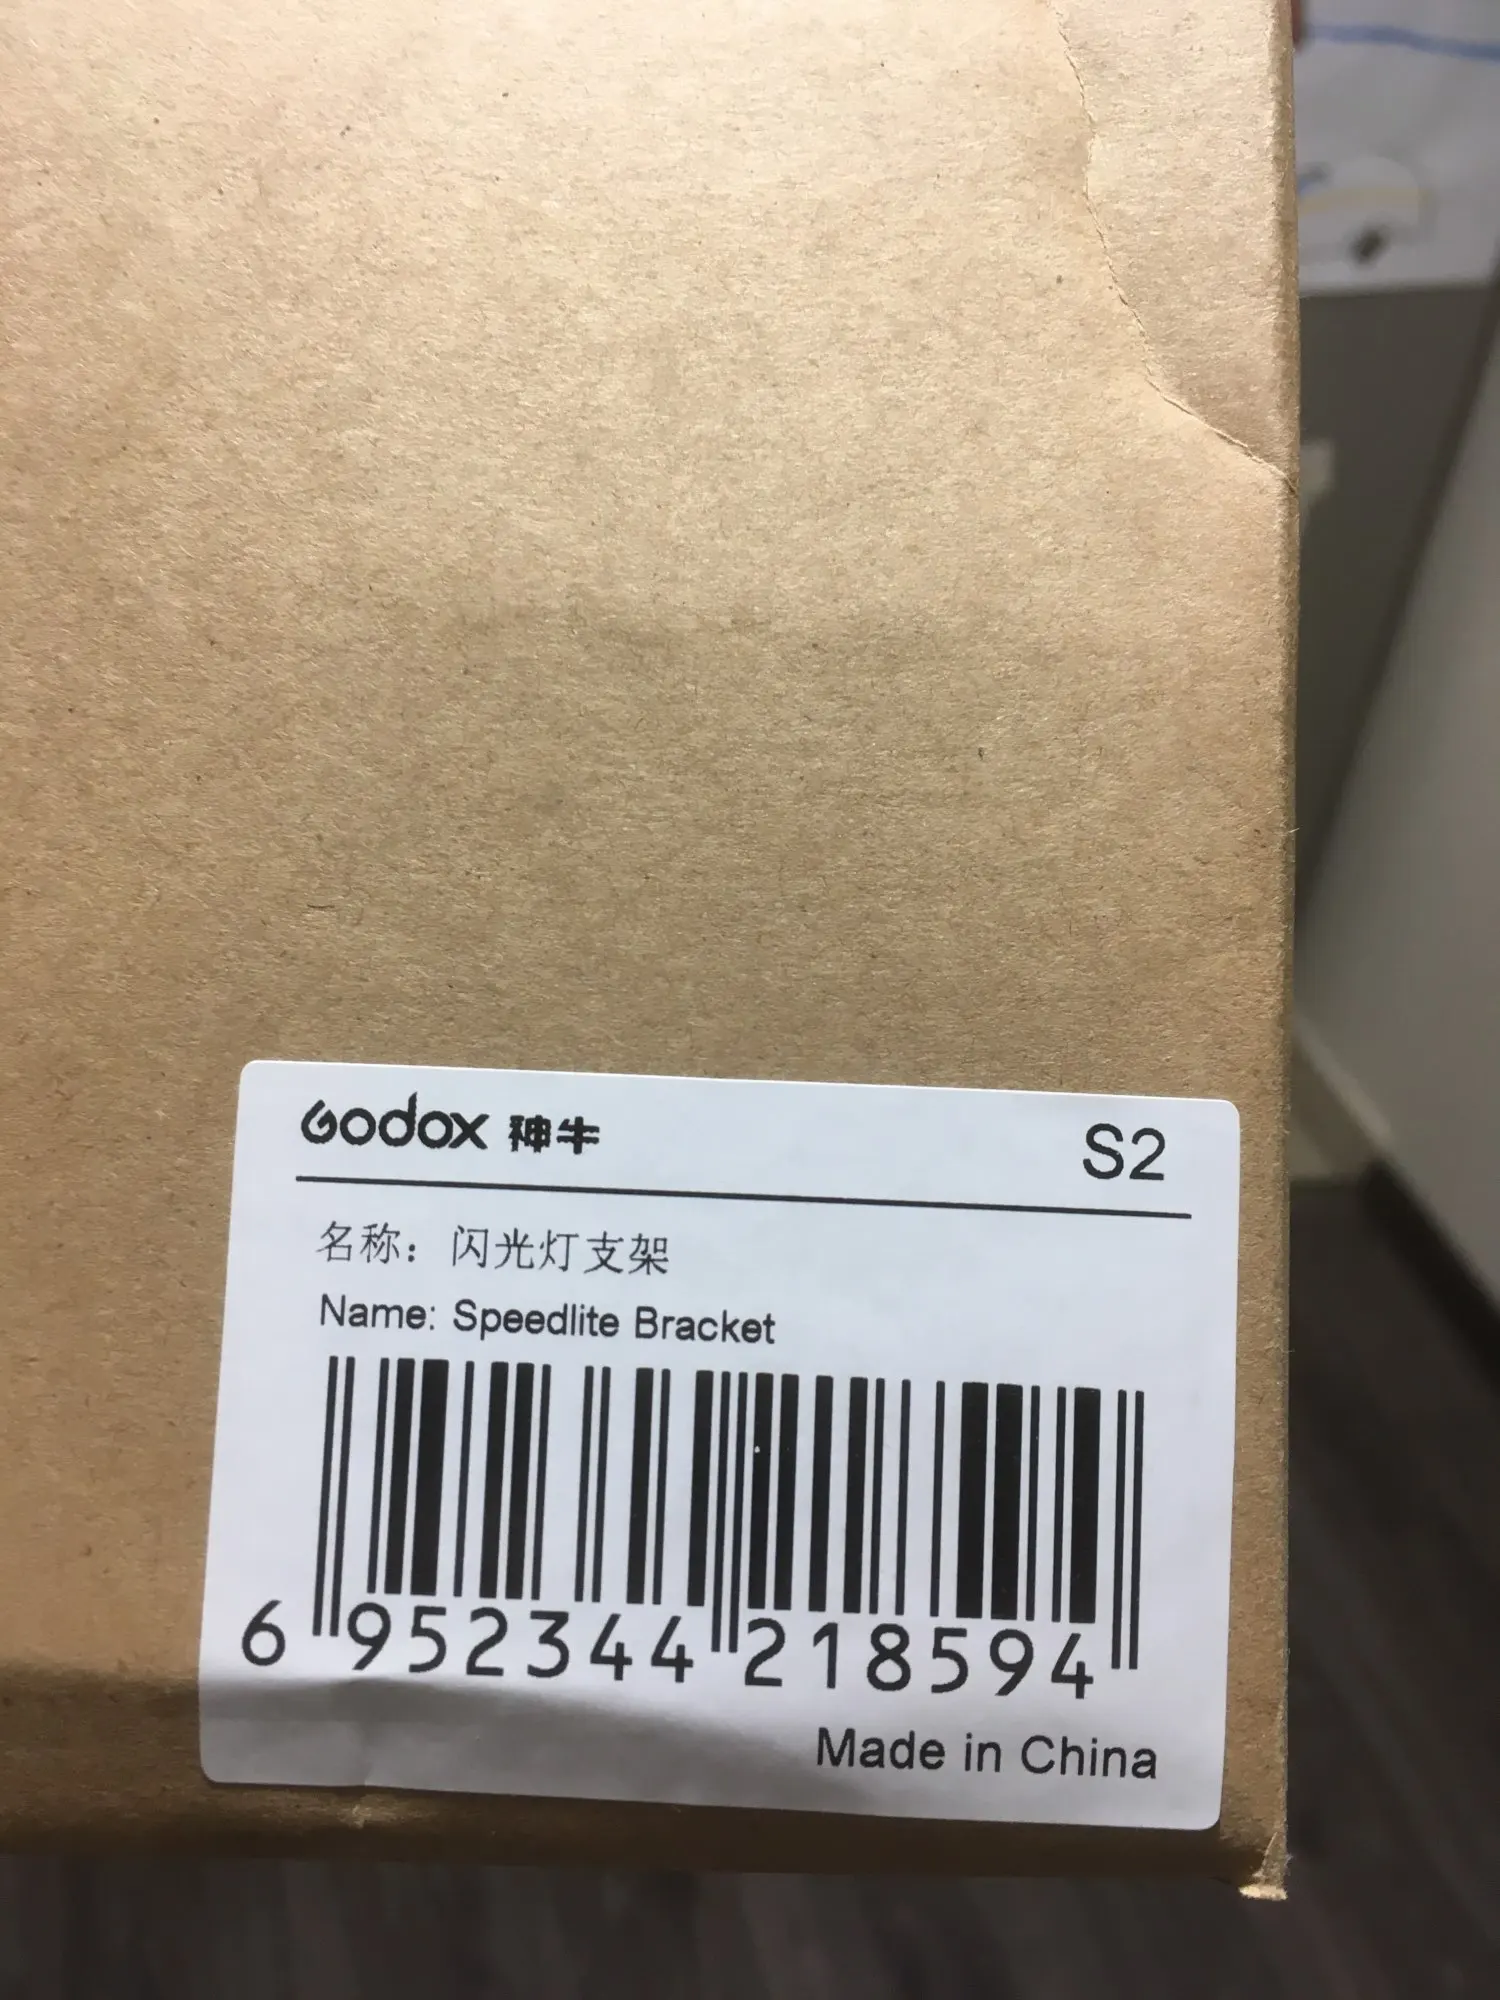 Godox 神牛
S2
名称：闪光灯支架
Name: Speedlite Bracket
6 952344 218594
Made in China